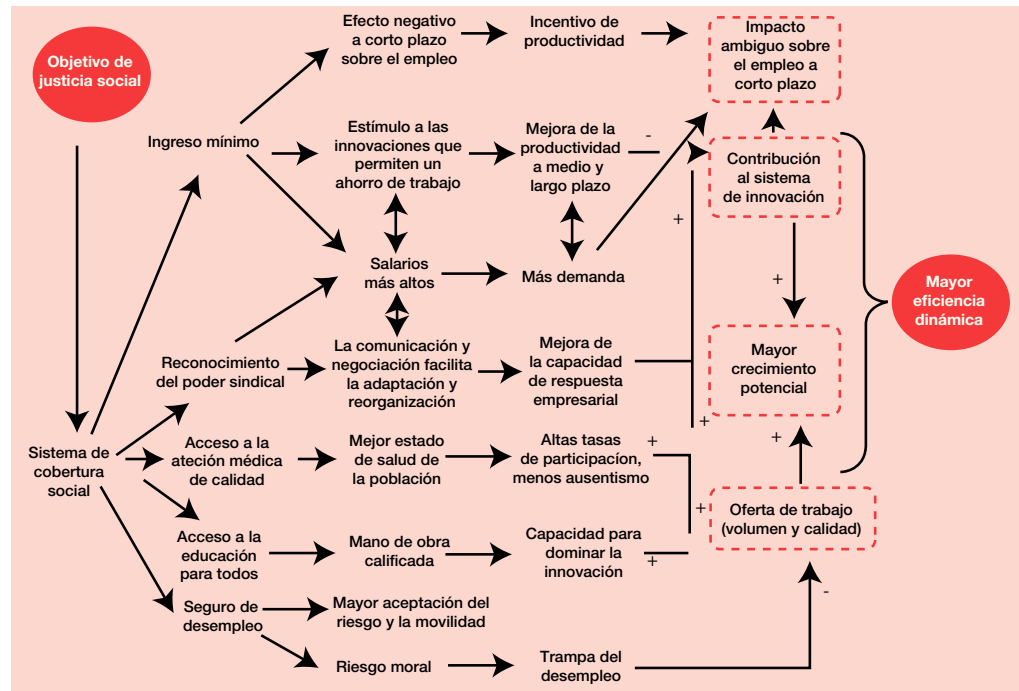 Objetivo de
justicia social
Efecto negativo
a corto plazo
sobre el empleo
Incentivo de
productividad
Impacto
ambiguo sobre
el empleo a
corto plazo
Ingreso mínimo
Estímulo a las
innovaciones que
permiten un
ahorro de trabajo
Mejora de la
productividad
a medio y
largo plazo
-
Contribución
al sistema
de innovación
+
Salarios
más altos
Más demanda
+
Mayor
eficiencia
dinámica
Reconocimiento
del poder sindical
La comunicación y
negociación facilita
la adaptación y
reorganización
Mejora de
la capacidad
de respuesta
empresarial
Mayor
crecimiento
potencial
+
+
Sistema de
cobertura
social
Acceso a la
ateción médica
de calidad
Mejor estado
de salud de
la población
Altas tasas
de participacíon,
menos ausentismo
+
+
Oferta de trabajo
(volumen y calidad)
Acceso a la
educación
para todos
Mano de obra
calificada
Capacidad para
dominar la
innovación
+
Seguro de
desempleo
Mayor aceptación del
riesgo y la movilidad
-
Riesgo moral
Trampa del
desempleo